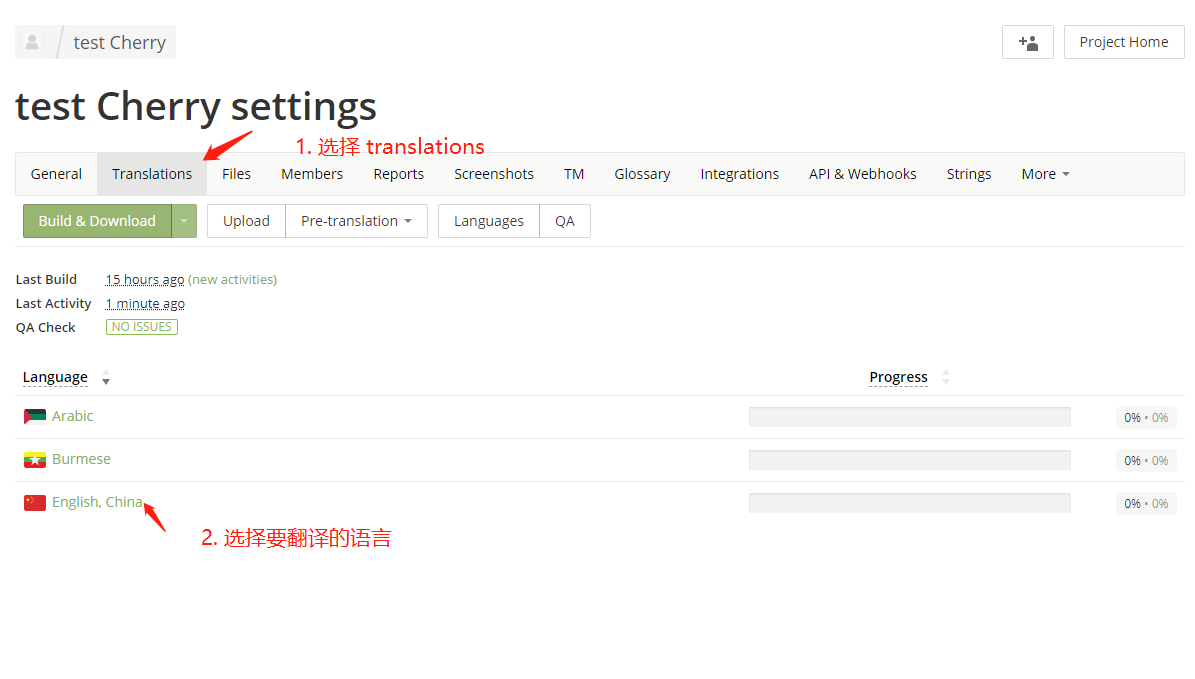 test Cherry
Project Home
test Cherry settings
1. 选择 translations
General Translations Files Members Reports Screenshots TM Glossary Integrations API & Webhooks Strings More
Build & Download Upload Pre-translation Languages QA
Last Build 15 hours ago (new activities)
Last Activity 1 minute ago
QA Check NO ISSUES
Language Progress
Arabic 0% • 0%
Burmese 0% • 0%
English, China 0% • 0%
2. 选择要翻译的语言